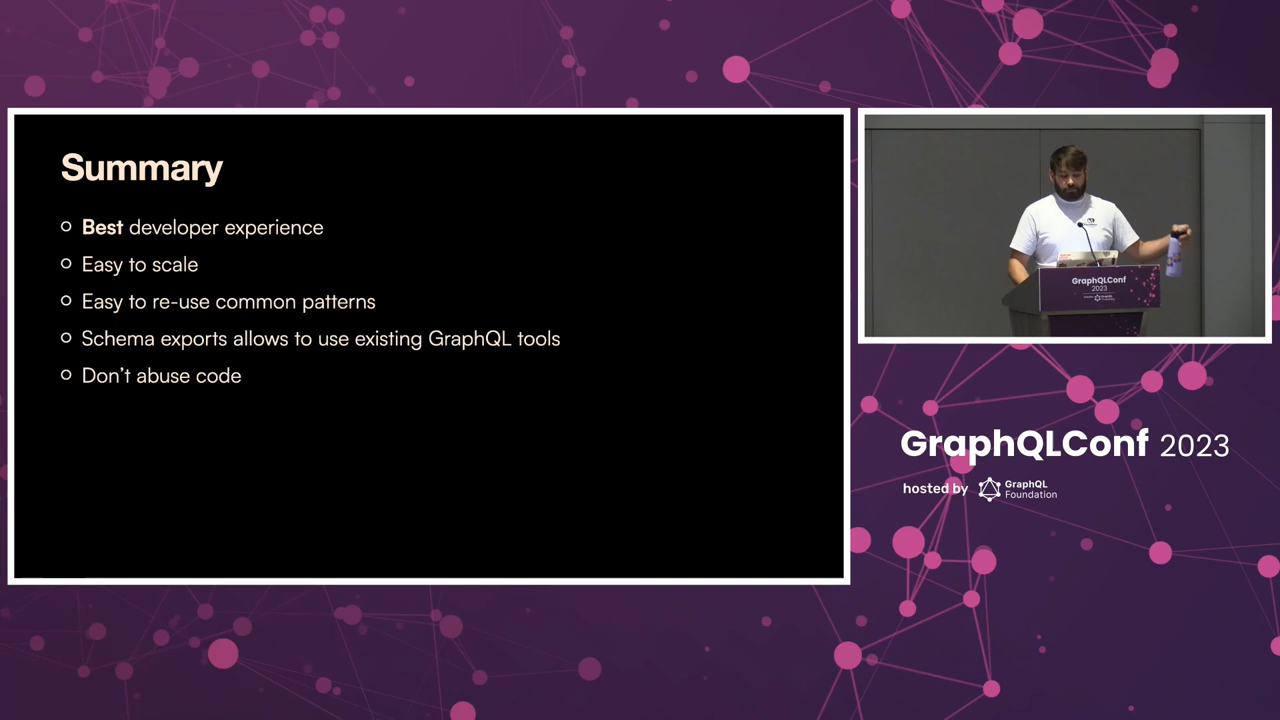 Summary
Best developer experience
Easy to scale
Easy to re-use common patterns
Schema exports allows to use existing GraphQL tools
Don’t abuse code
GraphQLConf
2023
GraphQLConf 2023
hosted by GraphQL Foundation